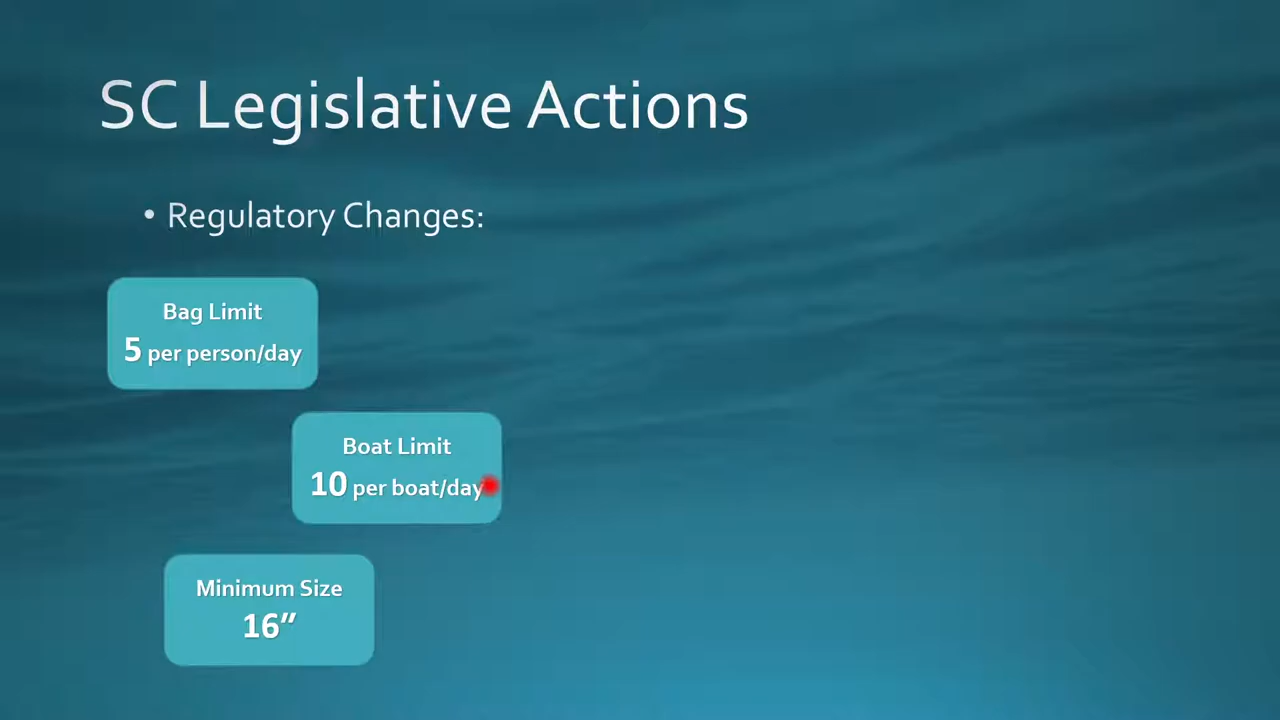 SC Legislative Actions
• Regulatory Changes:
Bag Limit
5 per person/day
Boat Limit
10 per boat/day
Minimum Size
16”